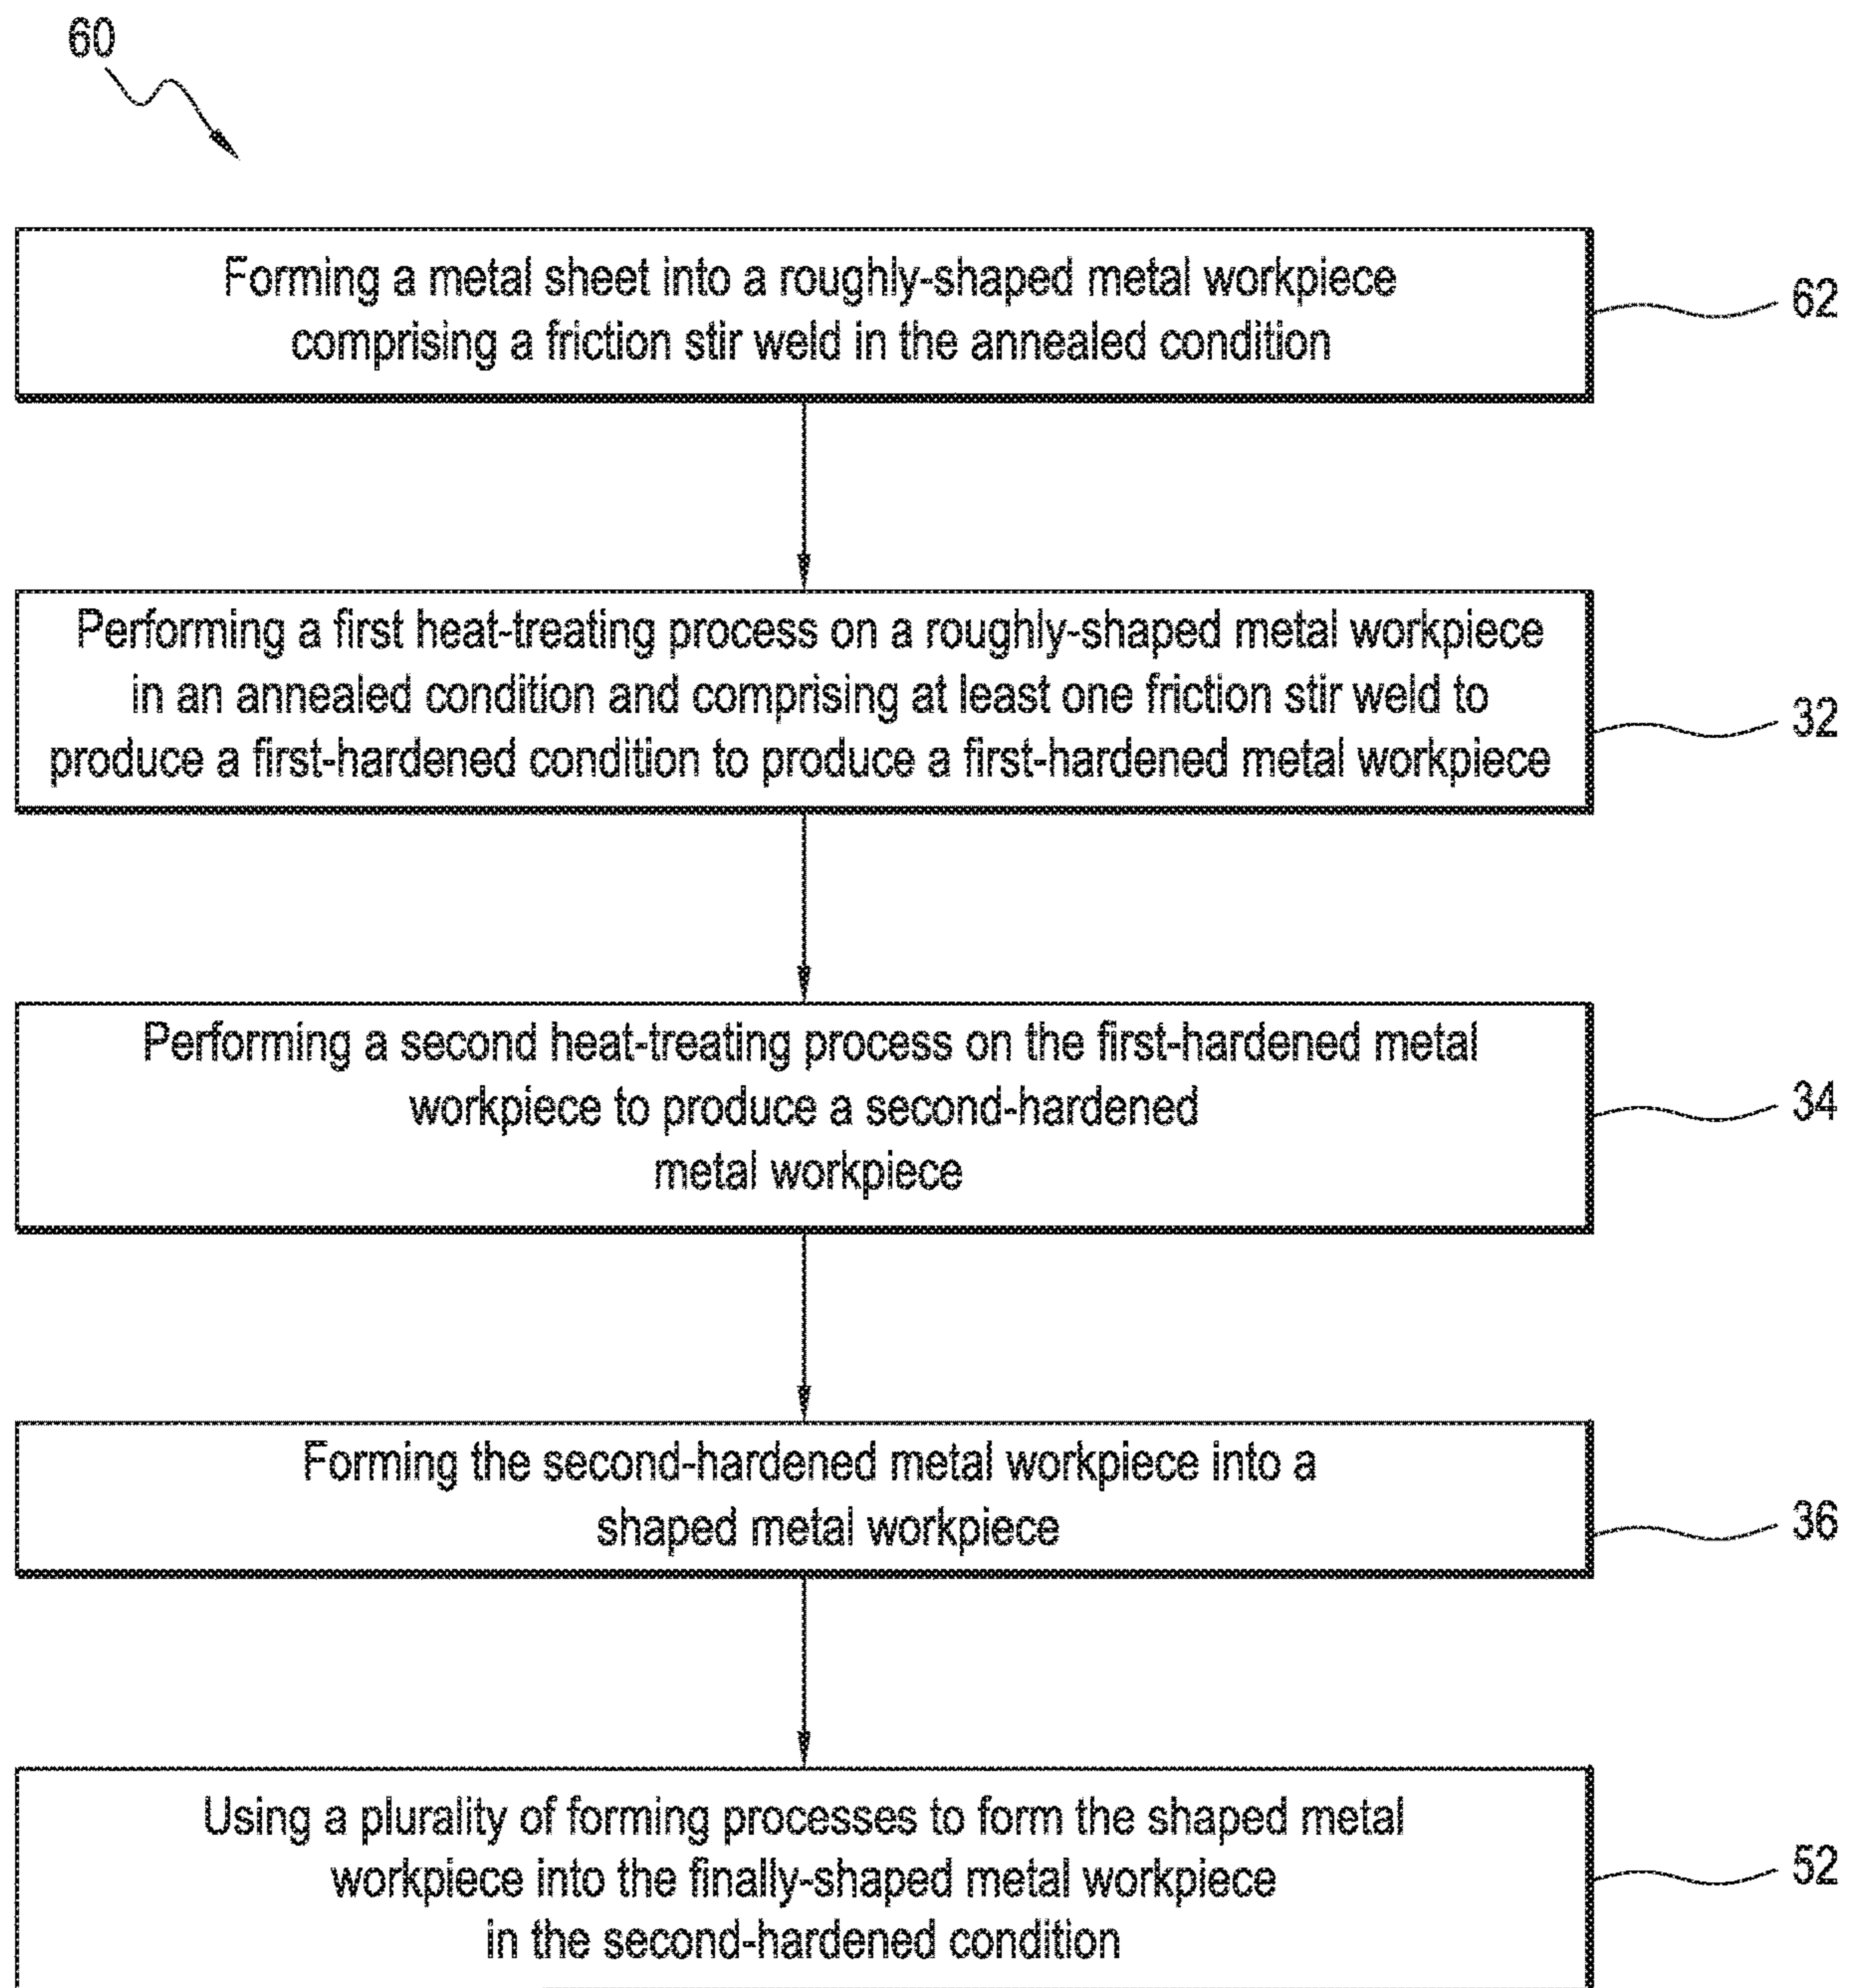 60
Forming a metal sheet into a roughly-shaped metal workpiece
comprising a friction stir weld in the annealed condition
62
Performing a first heat-treating process on a roughly-shaped metal workpiece
in an annealed condition and comprising at least one friction stir weld to
produce a first-hardened condition to produce a first-hardened metal workpiece
32
Performing a second heat-treating process on the first-hardened metal
workpiece to produce a second-hardened
metal workpiece
34
Forming the second-hardened metal workpiece into a
shaped metal workpiece
36
Using a plurality of forming processes to form the shaped metal
workpiece into the finally-shaped metal workpiece
in the second-hardened condition
52